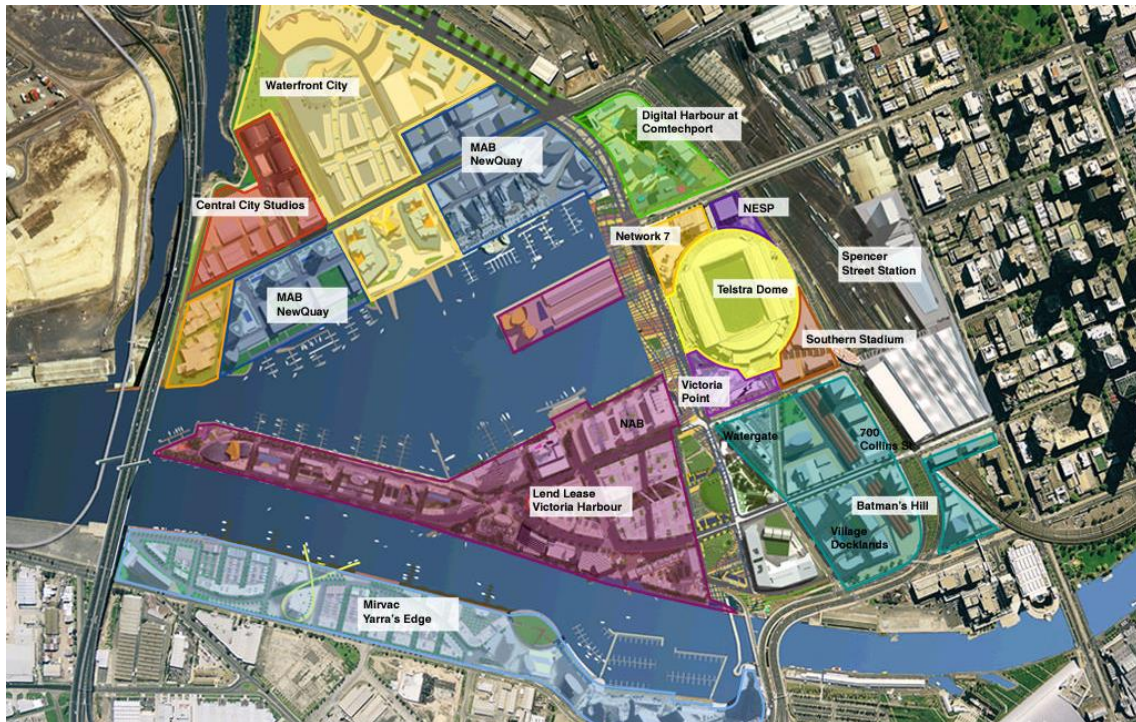 Waterfront City
Digital Harbour at
Comtechport
MAB
NewQuay
Central City Studios
NESP
Network 7
Spencer
Street Station
MAB
NewQuay
Telstra Dome
Southern Stadium
Victoria
Point
NAB
Watergate
700
Collins St
Lend Lease
Victoria Harbour
Batman's Hill
Village
Docklands
Mirvac
Yarra's Edge